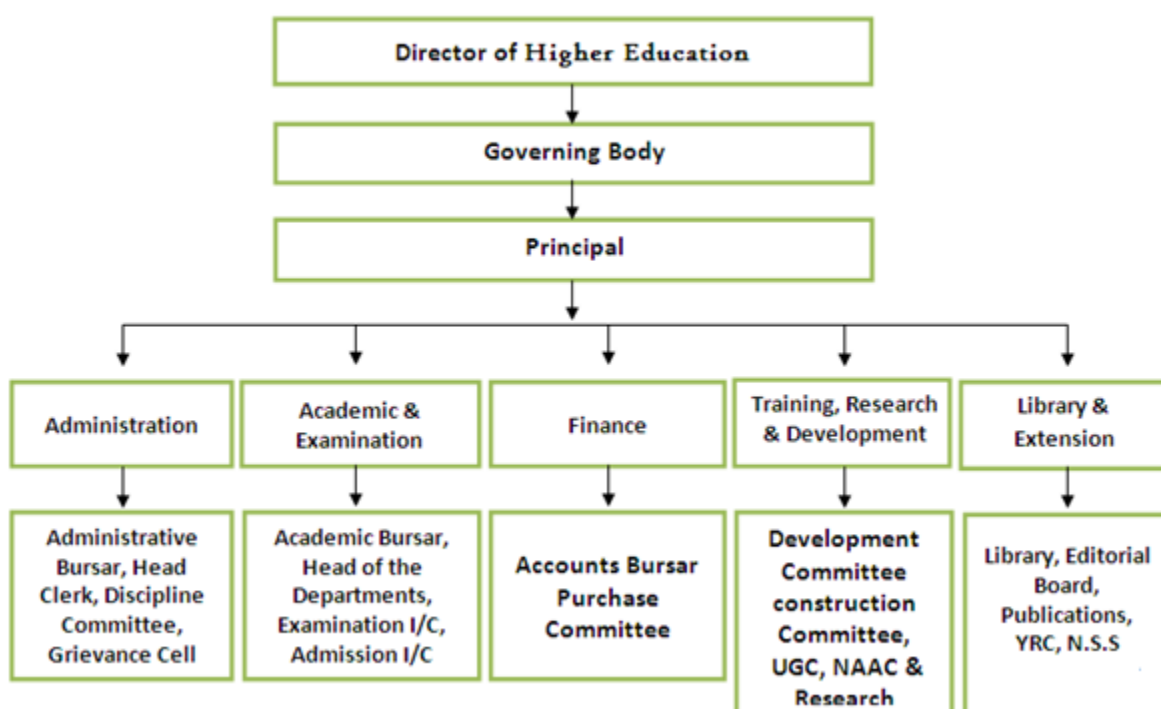 Director of Higher Education
Governing Body
Principal
Administration
Academic &
Examination
Finance
Training, Research
& Development
Library &
Extension
Administrative
Bursar, Head
Clerk, Discipline
Committee,
Grievance Cell
Academic Bursar,
Head of the
Departments,
Examination I/C,
Admission I/C
Accounts Bursar
Purchase
Committee
Development
Committee
construction
Committee,
UGC, NAAC &
Research
Library, Editorial
Board,
Publications,
YRC, N.S.S